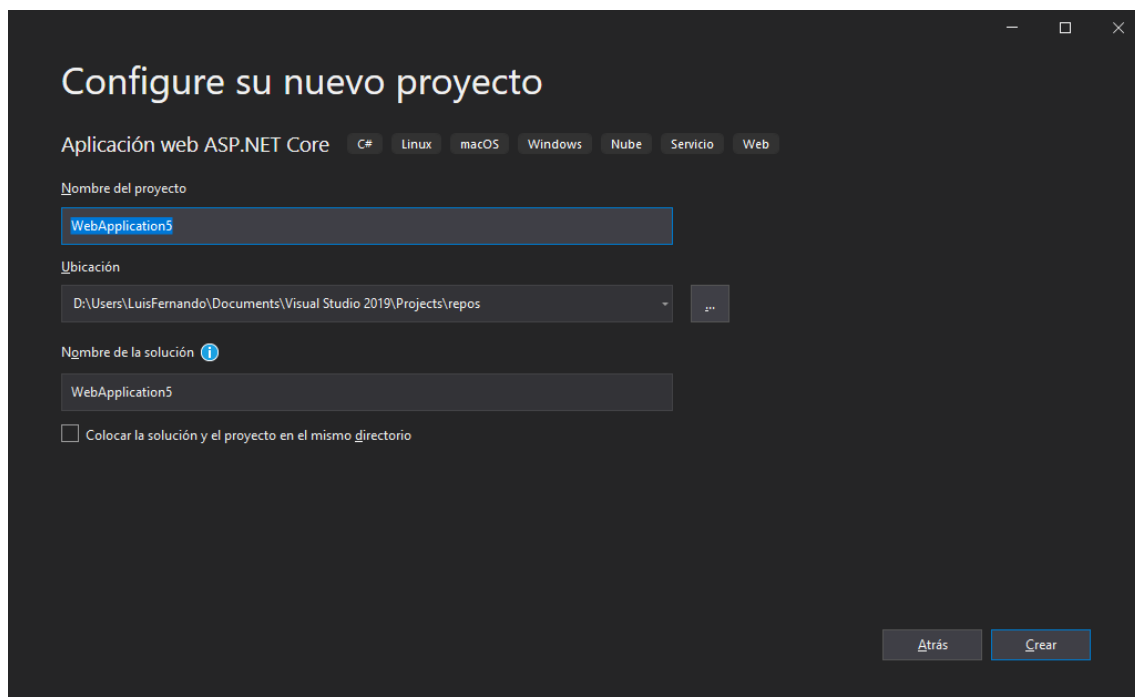 Configure su nuevo proyecto
Aplicación web ASP.NET Core C# Linux macOS Windows Nube Servicio Web
Nombre del proyecto
WebApplication5
Ubicación
D:\Users\LuisFernando\Documents\Visual Studio 2019\Projects\repos
...
Nombre de la solución
WebApplication5
Colocar la solución y el proyecto en el mismo directorio
Atrás Crear